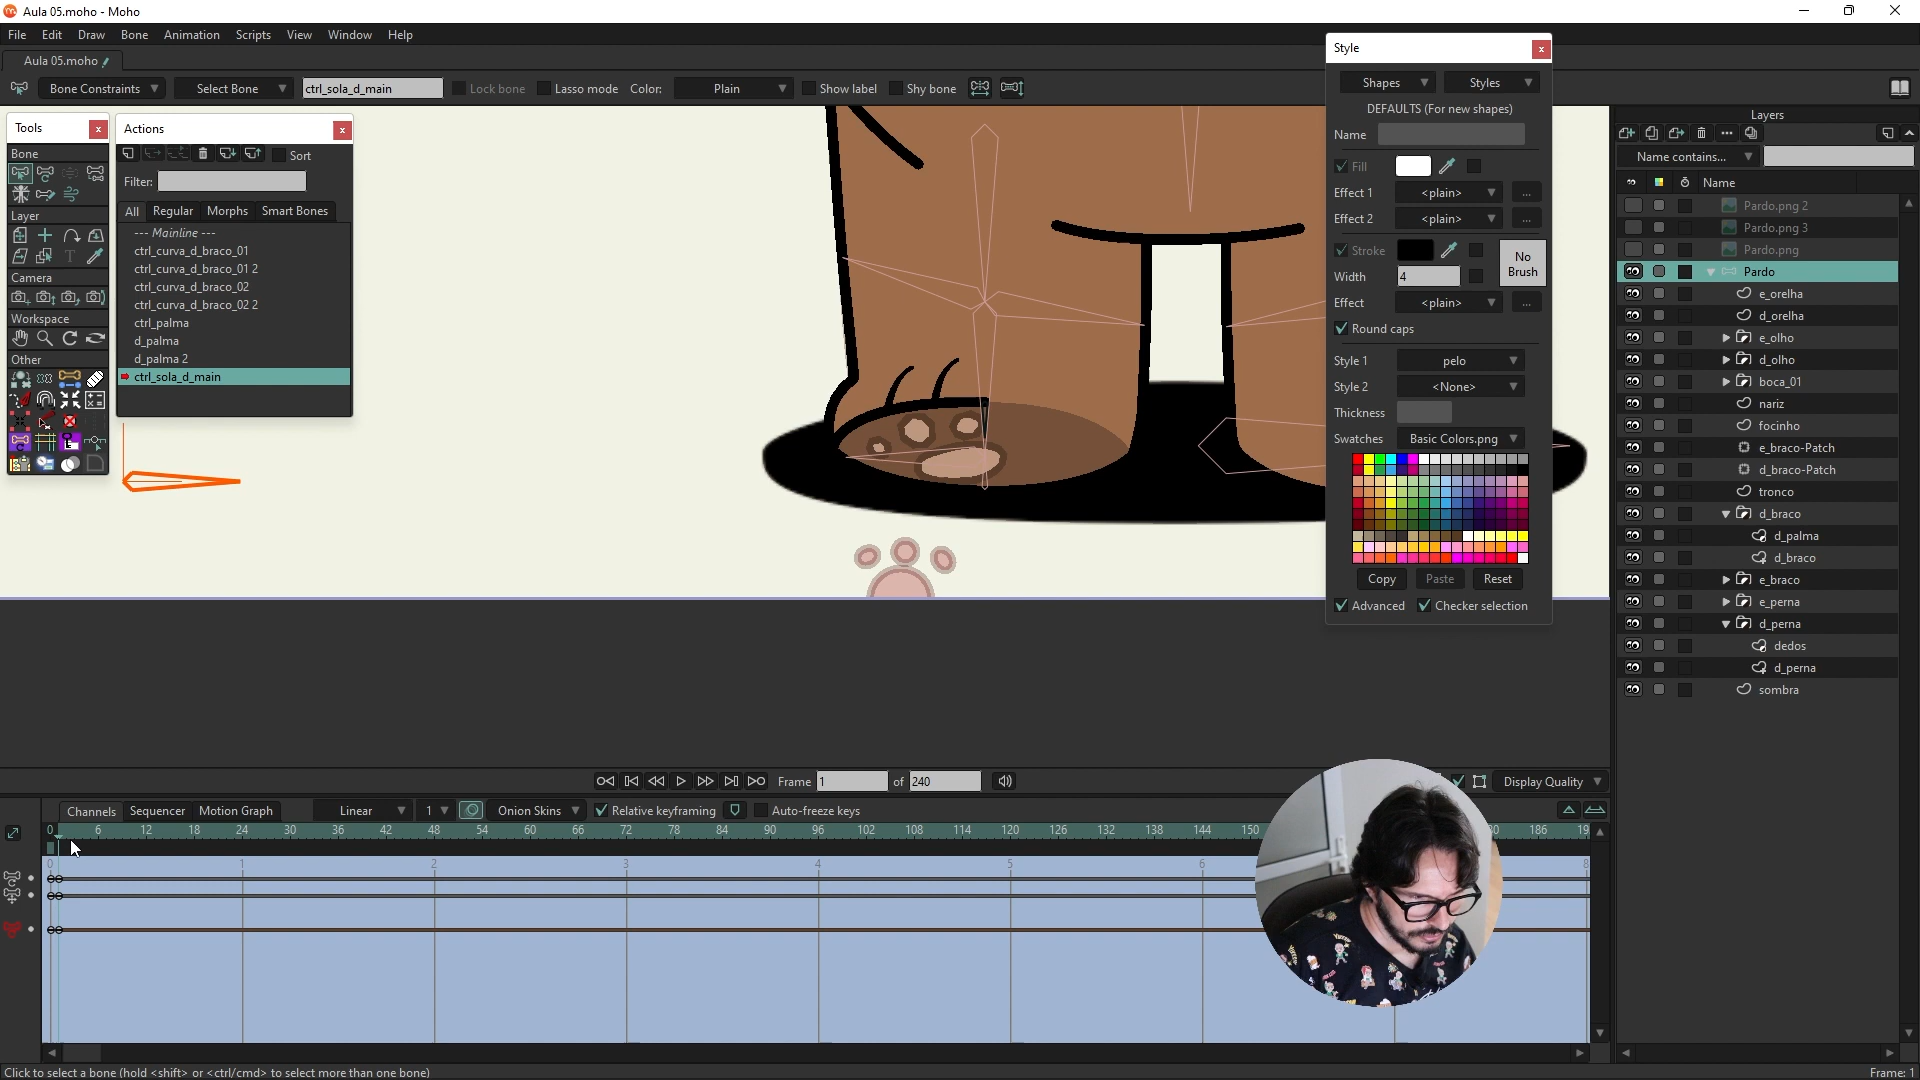 Aula 05.moho - Moho
File Edit Draw Bone Animation Scripts View Window Help
Aula 05.moho
Bone Constraints Select Bone ctrl_sola_d_main Lock bone Lasso mode Color: Plain Show label Shy bone
Tools
Bone
Layer
Camera
Workspace
Other
Actions
Sort
Filter:
All Regular Morphs Smart Bones
--- Mainline ---
ctrl_curva_d_braco_01
ctrl_curva_d_braco_01 2
ctrl_curva_d_braco_02
ctrl_curva_d_braco_02 2
ctrl_palma
d_palma
d_palma 2
ctrl_sola_d_main
Style
Shapes Styles
DEFAULTS (For new shapes)
Name
Fill
Effect 1 <plain> ...
Effect 2 <plain> ...
Stroke
No Brush
Width 4
Effect <plain> ...
Round caps
Style 1 pelo
Style 2 <None>
Thickness
Swatches Basic Colors.png
Copy Paste Reset
Advanced Checker selection
Layers
Name contains...
Name
Pardo.png 2
Pardo.png 3
Pardo.png
Pardo
e_orelha
d_orelha
e_olho
d_olho
boca_01
nariz
focinho
e_braco-Patch
d_braco-Patch
tronco
d_braco
d_palma
d_braco
e_braco
e_perna
d_perna
dedos
d_perna
sombra
Frame 1 of 240
Display Quality
Channels Sequencer Motion Graph Linear 1 Onion Skins Relative keyframing Auto-freeze keys
0 6 12 18 24 30 36 42 48 54 60 66 72 78 84 90 96 102 108 114 120 126 132 138 144 150 186
0 1 2 3 4 5 6 8
Click to select a bone (hold <shift> or <ctrl/cmd> to select more than one bone)
Frame: 1